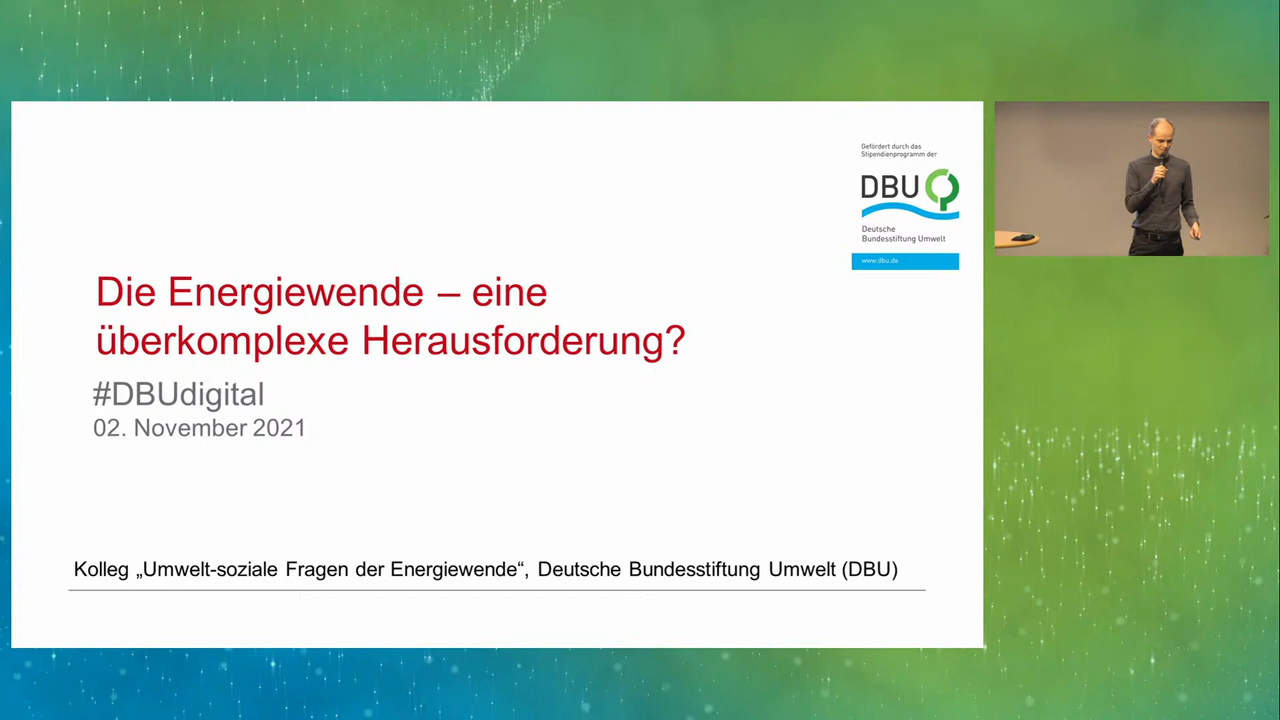 Gefördert durch das
Stipendienprogramm der
DBU
Deutsche
Bundesstiftung Umwelt
www.dbu.de
Die Energiewende – eine
überkomplexe Herausforderung?
#DBUdigital
02. November 2021
Kolleg „Umwelt-soziale Fragen der Energiewende“, Deutsche Bundesstiftung Umwelt (DBU)